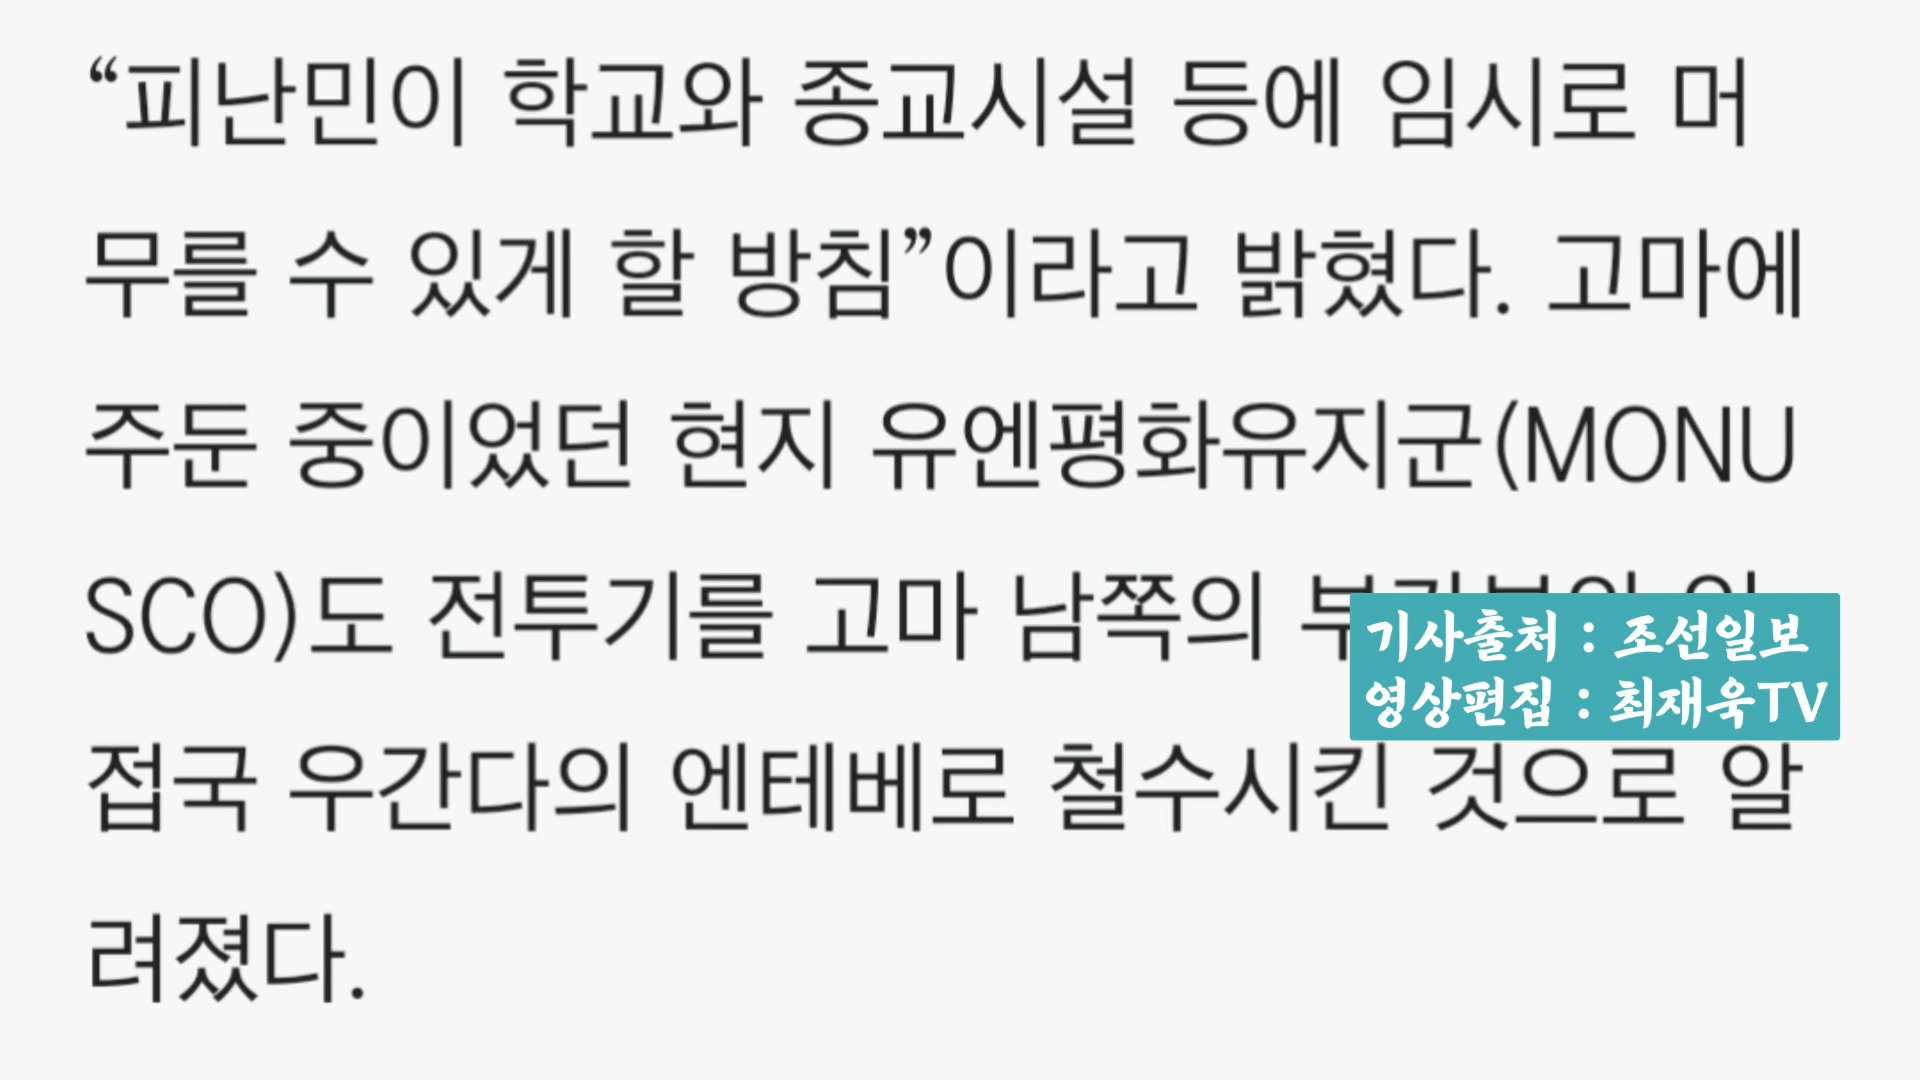 “피난민이 학교와 종교시설 등에 임시로 머
무를 수 있게 할 방침”이라고 밝혔다. 고마에
주둔 중이었던 현지 유엔평화유지군(MONU
SCO)도 전투기를 고마 남쪽의
기사출처 : 조선일보
영상편집 : 최재욱TV
접국 우간다의 엔테베로 철수시킨 것으로 알
려졌다.